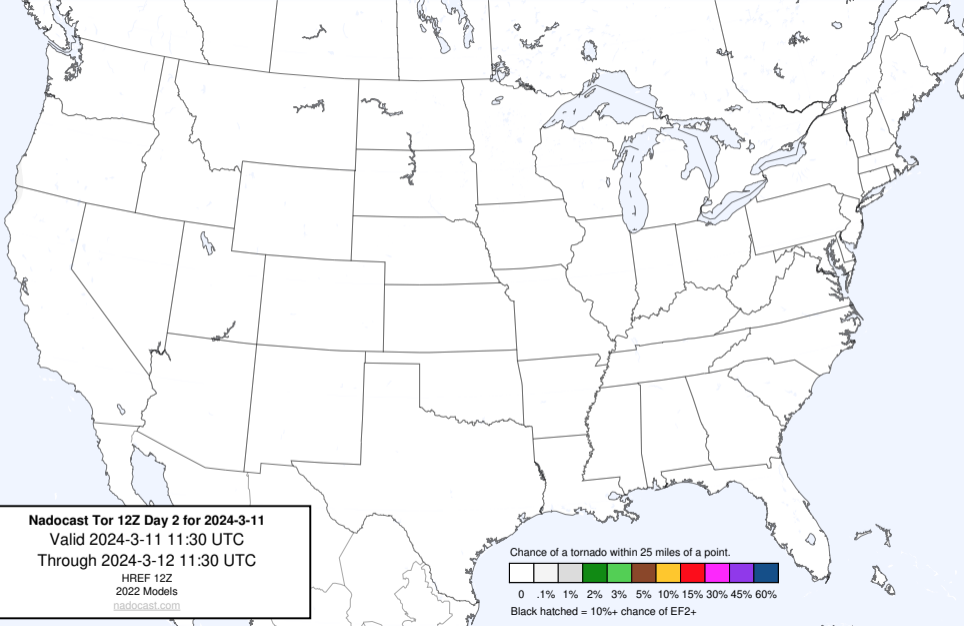 Nadocast Tor 12Z Day 2 for 2024-3-11
Valid 2024-3-11 11:30 UTC
Through 2024-3-12 11:30 UTC
HREF 12Z
2022 Models
nadocast.com
Chance of a tornado within 25 miles of a point.
0 .1% 1% 2% 3% 5% 10% 15% 30% 45% 60%
Black hatched = 10%+ chance of EF2+